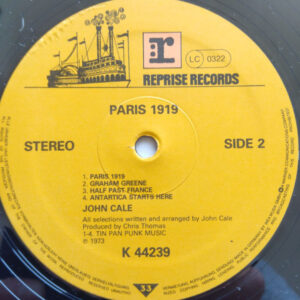 r
LC 0322
REPRISE RECORDS
PARIS 1919
STEREO
SIDE 2
1. PARIS 1919
2. GRAHAM GREENE
3. HALF PAST FRANCE
4. ANTARTICA STARTS HERE
JOHN CALE
All selections written and arranged by John Cale
Produced by Chris Thomas
1-4. TIN PAN PUNK MUSIC
℗ 1973
K 44239
33